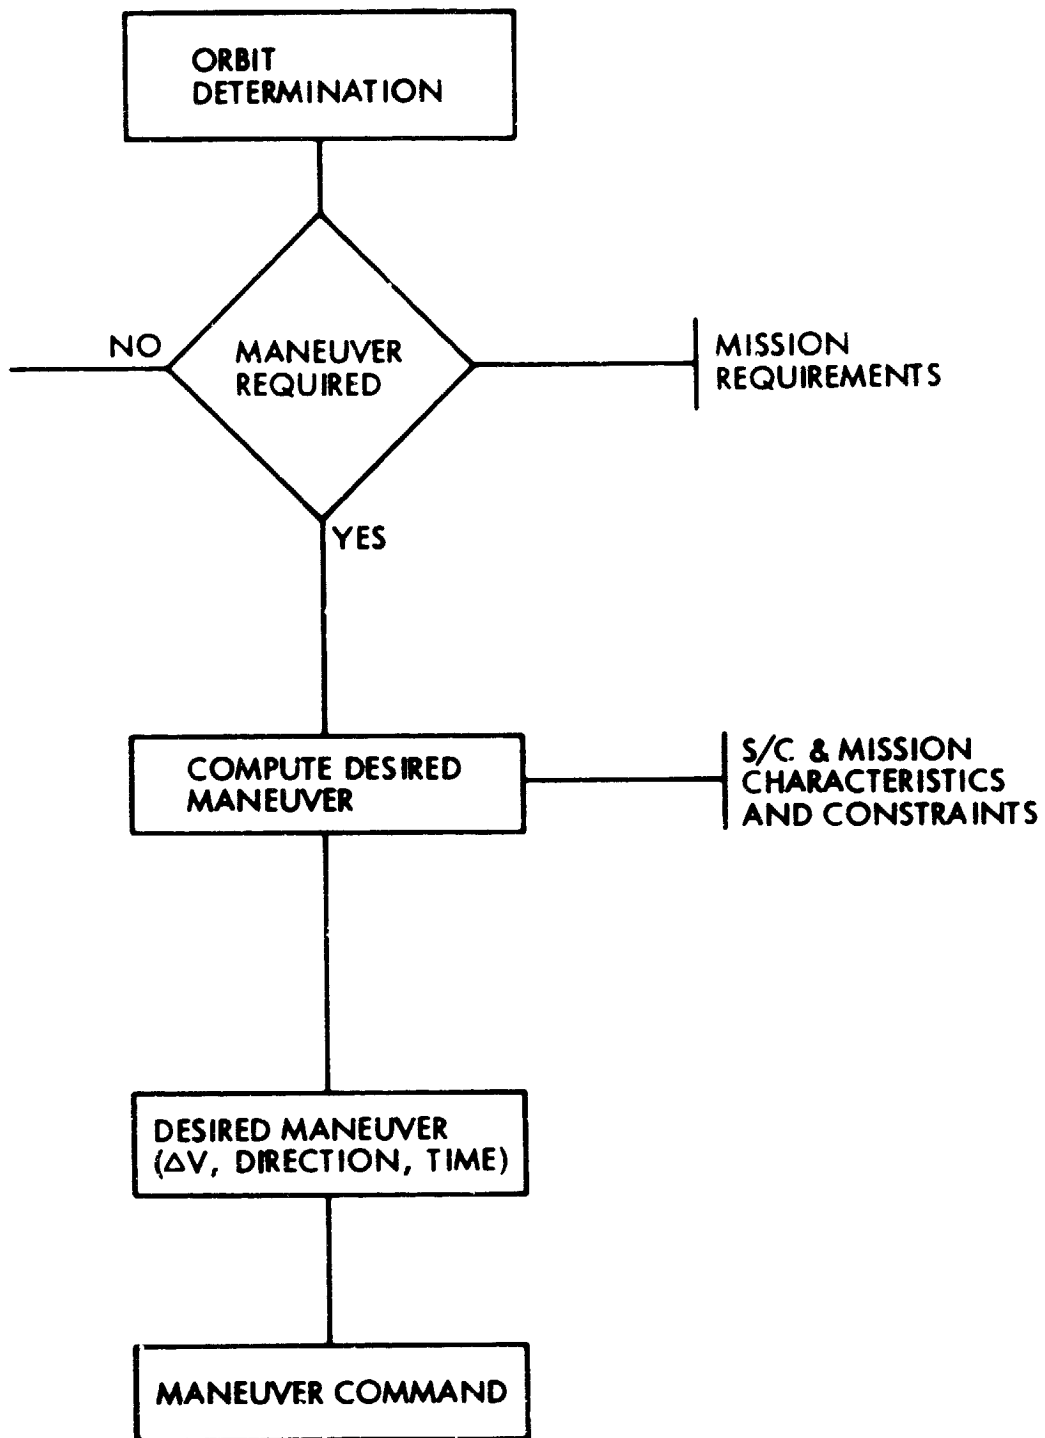 ORBIT
DETERMINATION
NO
MANEUVER
REQUIRED
MISSION
REQUIREMENTS
YES
COMPUTE DESIRED
MANEUVER
S/C & MISSION
CHARACTERISTICS
AND CONSTRAINTS
DESIRED MANEUVER
(ΔV, DIRECTION, TIME)
MANEUVER COMMAND